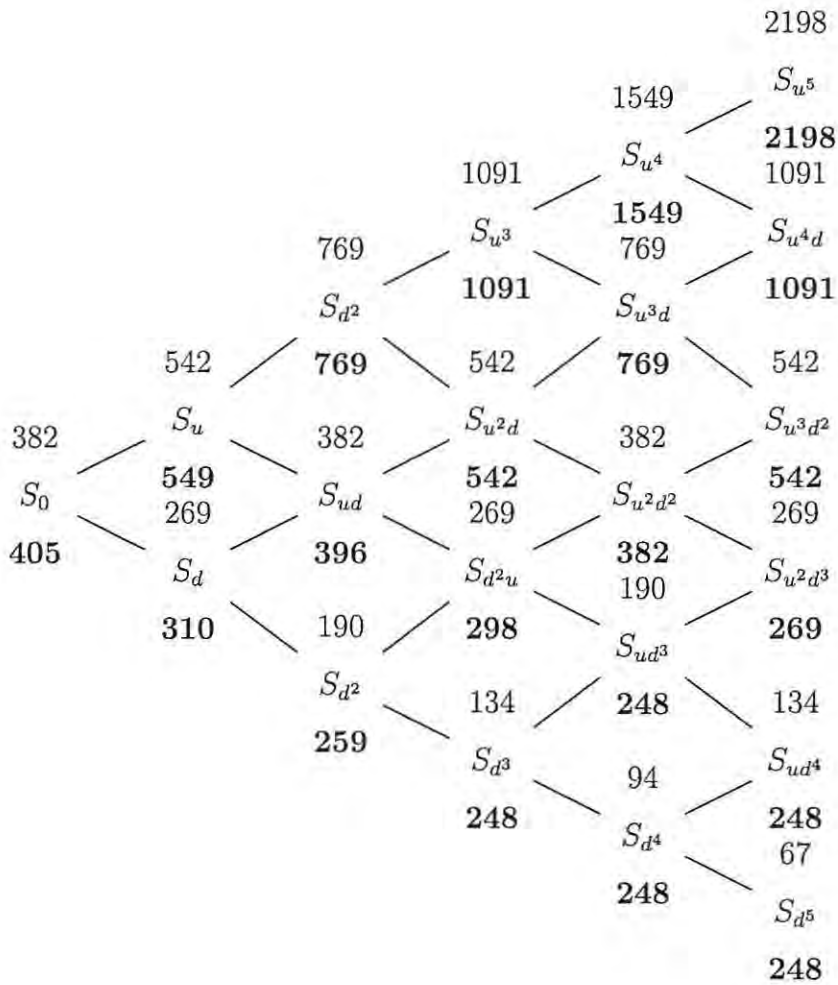 2198
S_{u^5}
1549
2198
S_{u^4}
1091
1091
1549
S_{u^3}
S_{u^4d}
769
769
1091
1091
S_{d^2}
S_{u^3d}
542
769
542
769
542
S_u
S_{u^2d}
S_{u^3d^2}
382
382
382
549
542
542
S_0
S_{ud}
S_{u^2d^2}
269
269
269
405
396
382
S_d
S_{d^2u}
S_{u^2d^3}
190
310
190
298
269
S_{ud^3}
S_{d^2}
134
248
134
259
S_{d^3}
94
S_{ud^4}
248
248
S_{d^4}
67
248
S_{d^5}
248